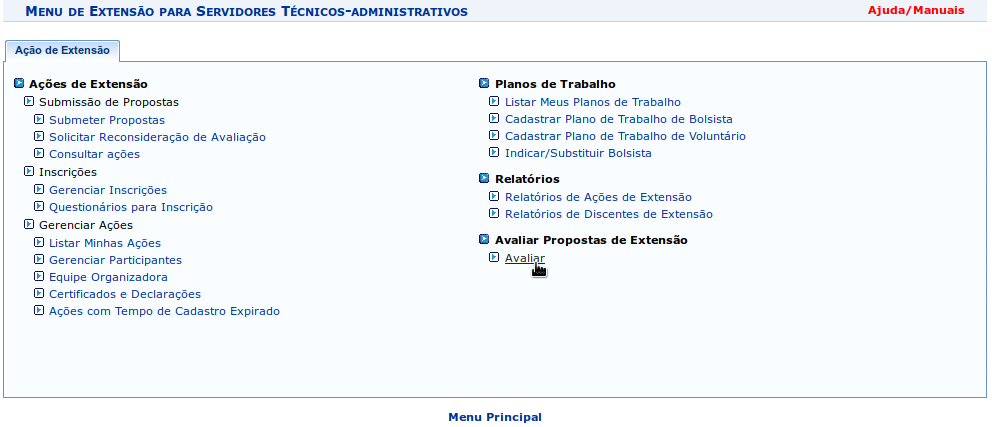 Menu de Extensão para Servidores Técnicos-administrativos
Ajuda/Manuais
Ação de Extensão
Ações de Extensão
Submissão de Propostas
Submeter Propostas
Solicitar Reconsideração de Avaliação
Consultar ações
Inscrições
Gerenciar Inscrições
Questionários para Inscrição
Gerenciar Ações
Listar Minhas Ações
Gerenciar Participantes
Equipe Organizadora
Certificados e Declarações
Ações com Tempo de Cadastro Expirado
Planos de Trabalho
Listar Meus Planos de Trabalho
Cadastrar Plano de Trabalho de Bolsista
Cadastrar Plano de Trabalho de Voluntário
Indicar/Substituir Bolsista
Relatórios
Relatórios de Ações de Extensão
Relatórios de Discentes de Extensão
Avaliar Propostas de Extensão
Avaliar
Menu Principal